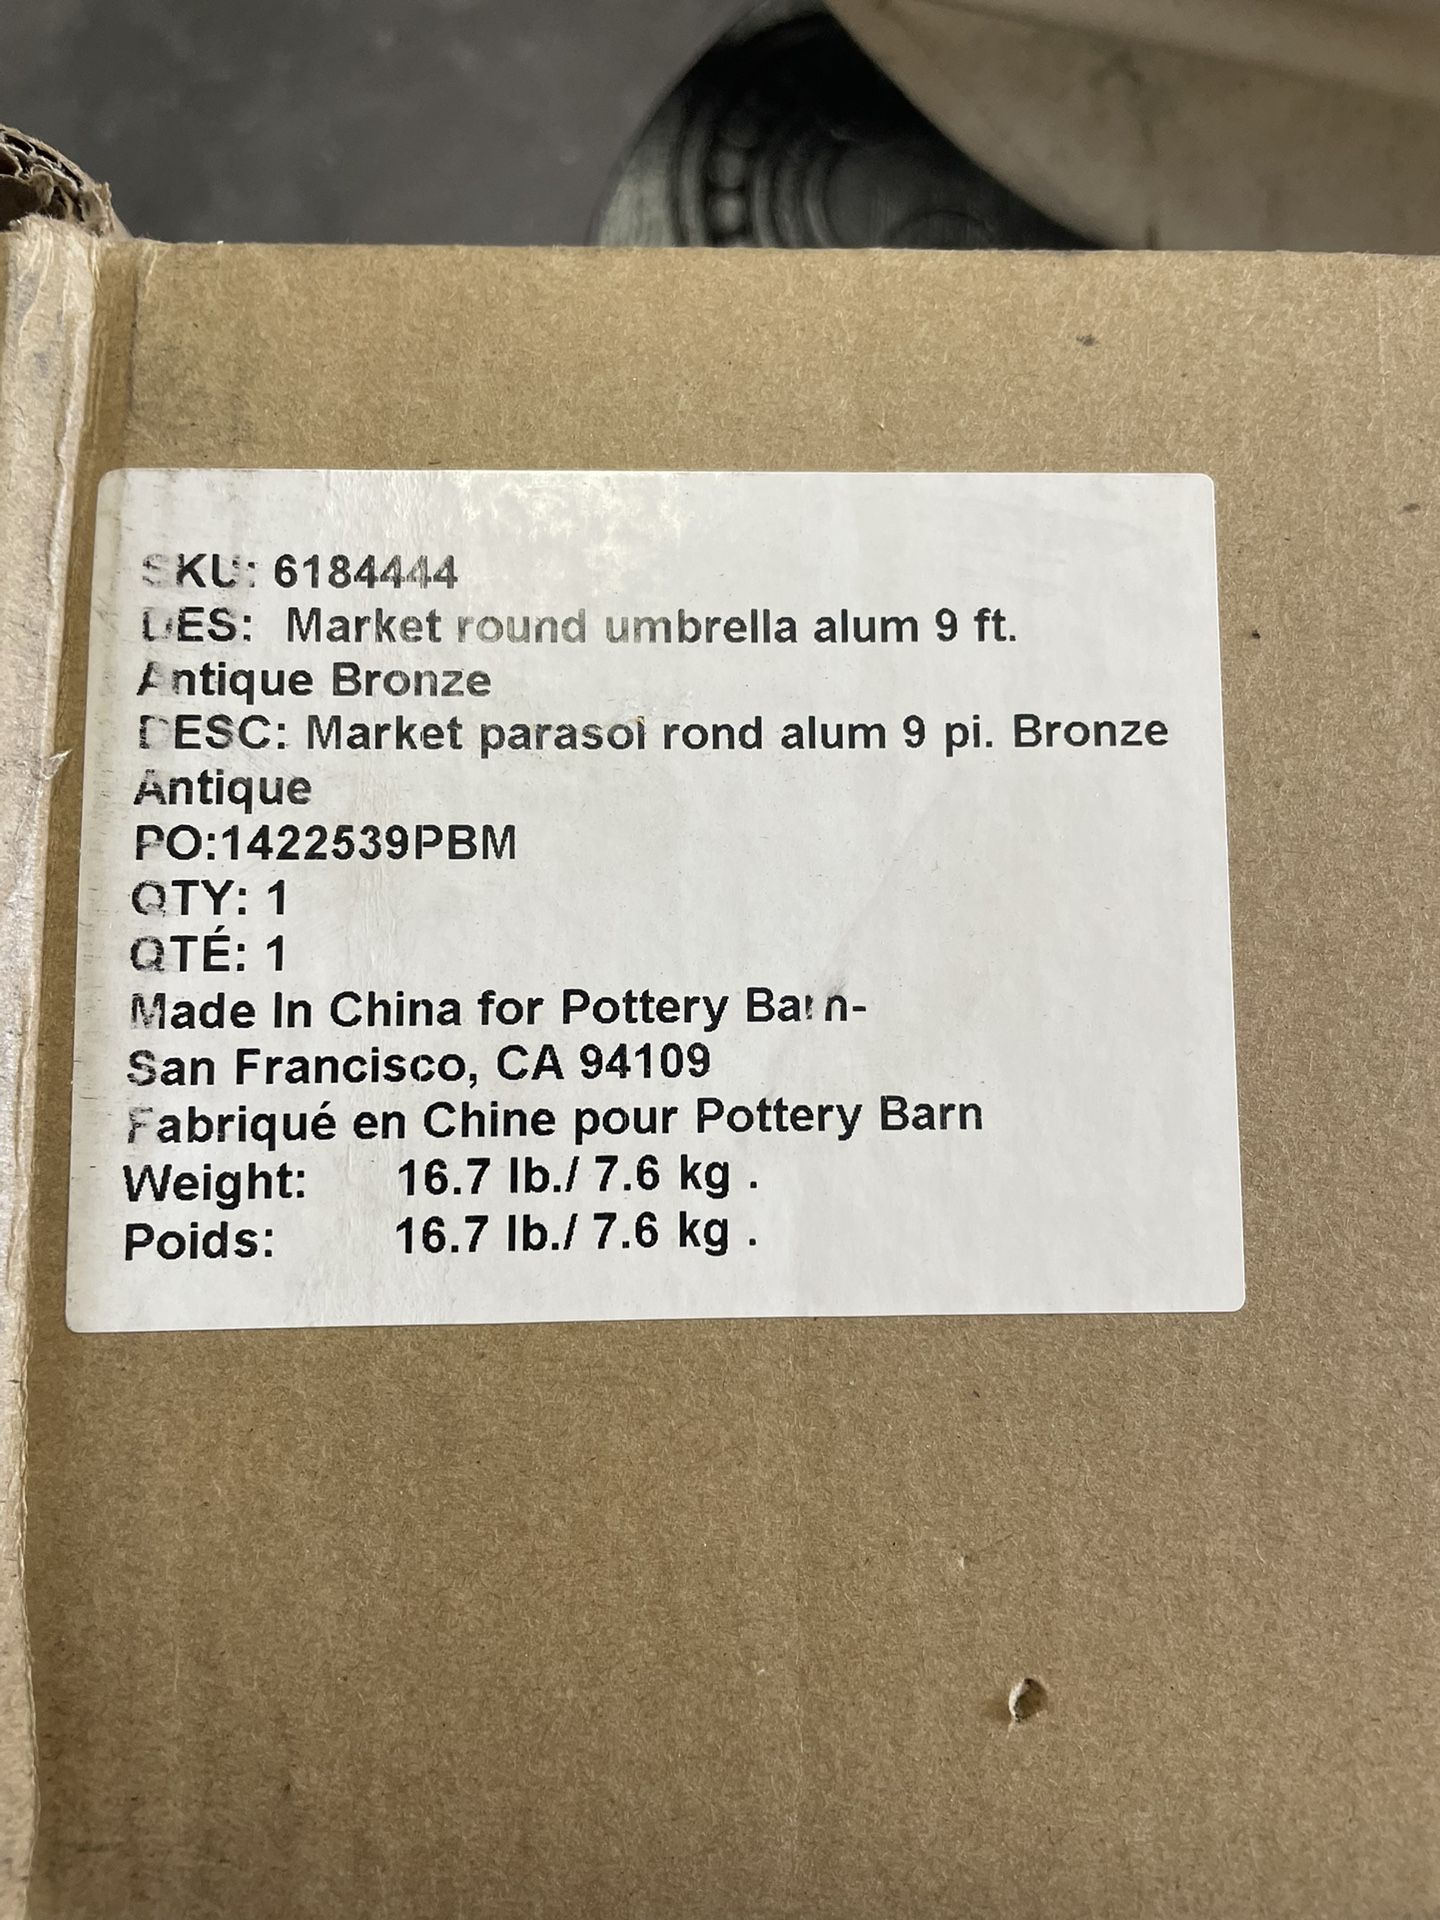 SKU: 6184444
DES: Market round umbrella alum 9 ft.
Antique Bronze
DESC: Market parasol rond alum 9 pi. Bronze
Antique
PO:1422539PBM
QTY: 1
QTÉ: 1
Made In China for Pottery Barn-
San Francisco, CA 94109
Fabriqué en Chine pour Pottery Barn
Weight: 16.7 lb./ 7.6 kg .
Poids: 16.7 lb./ 7.6 kg .